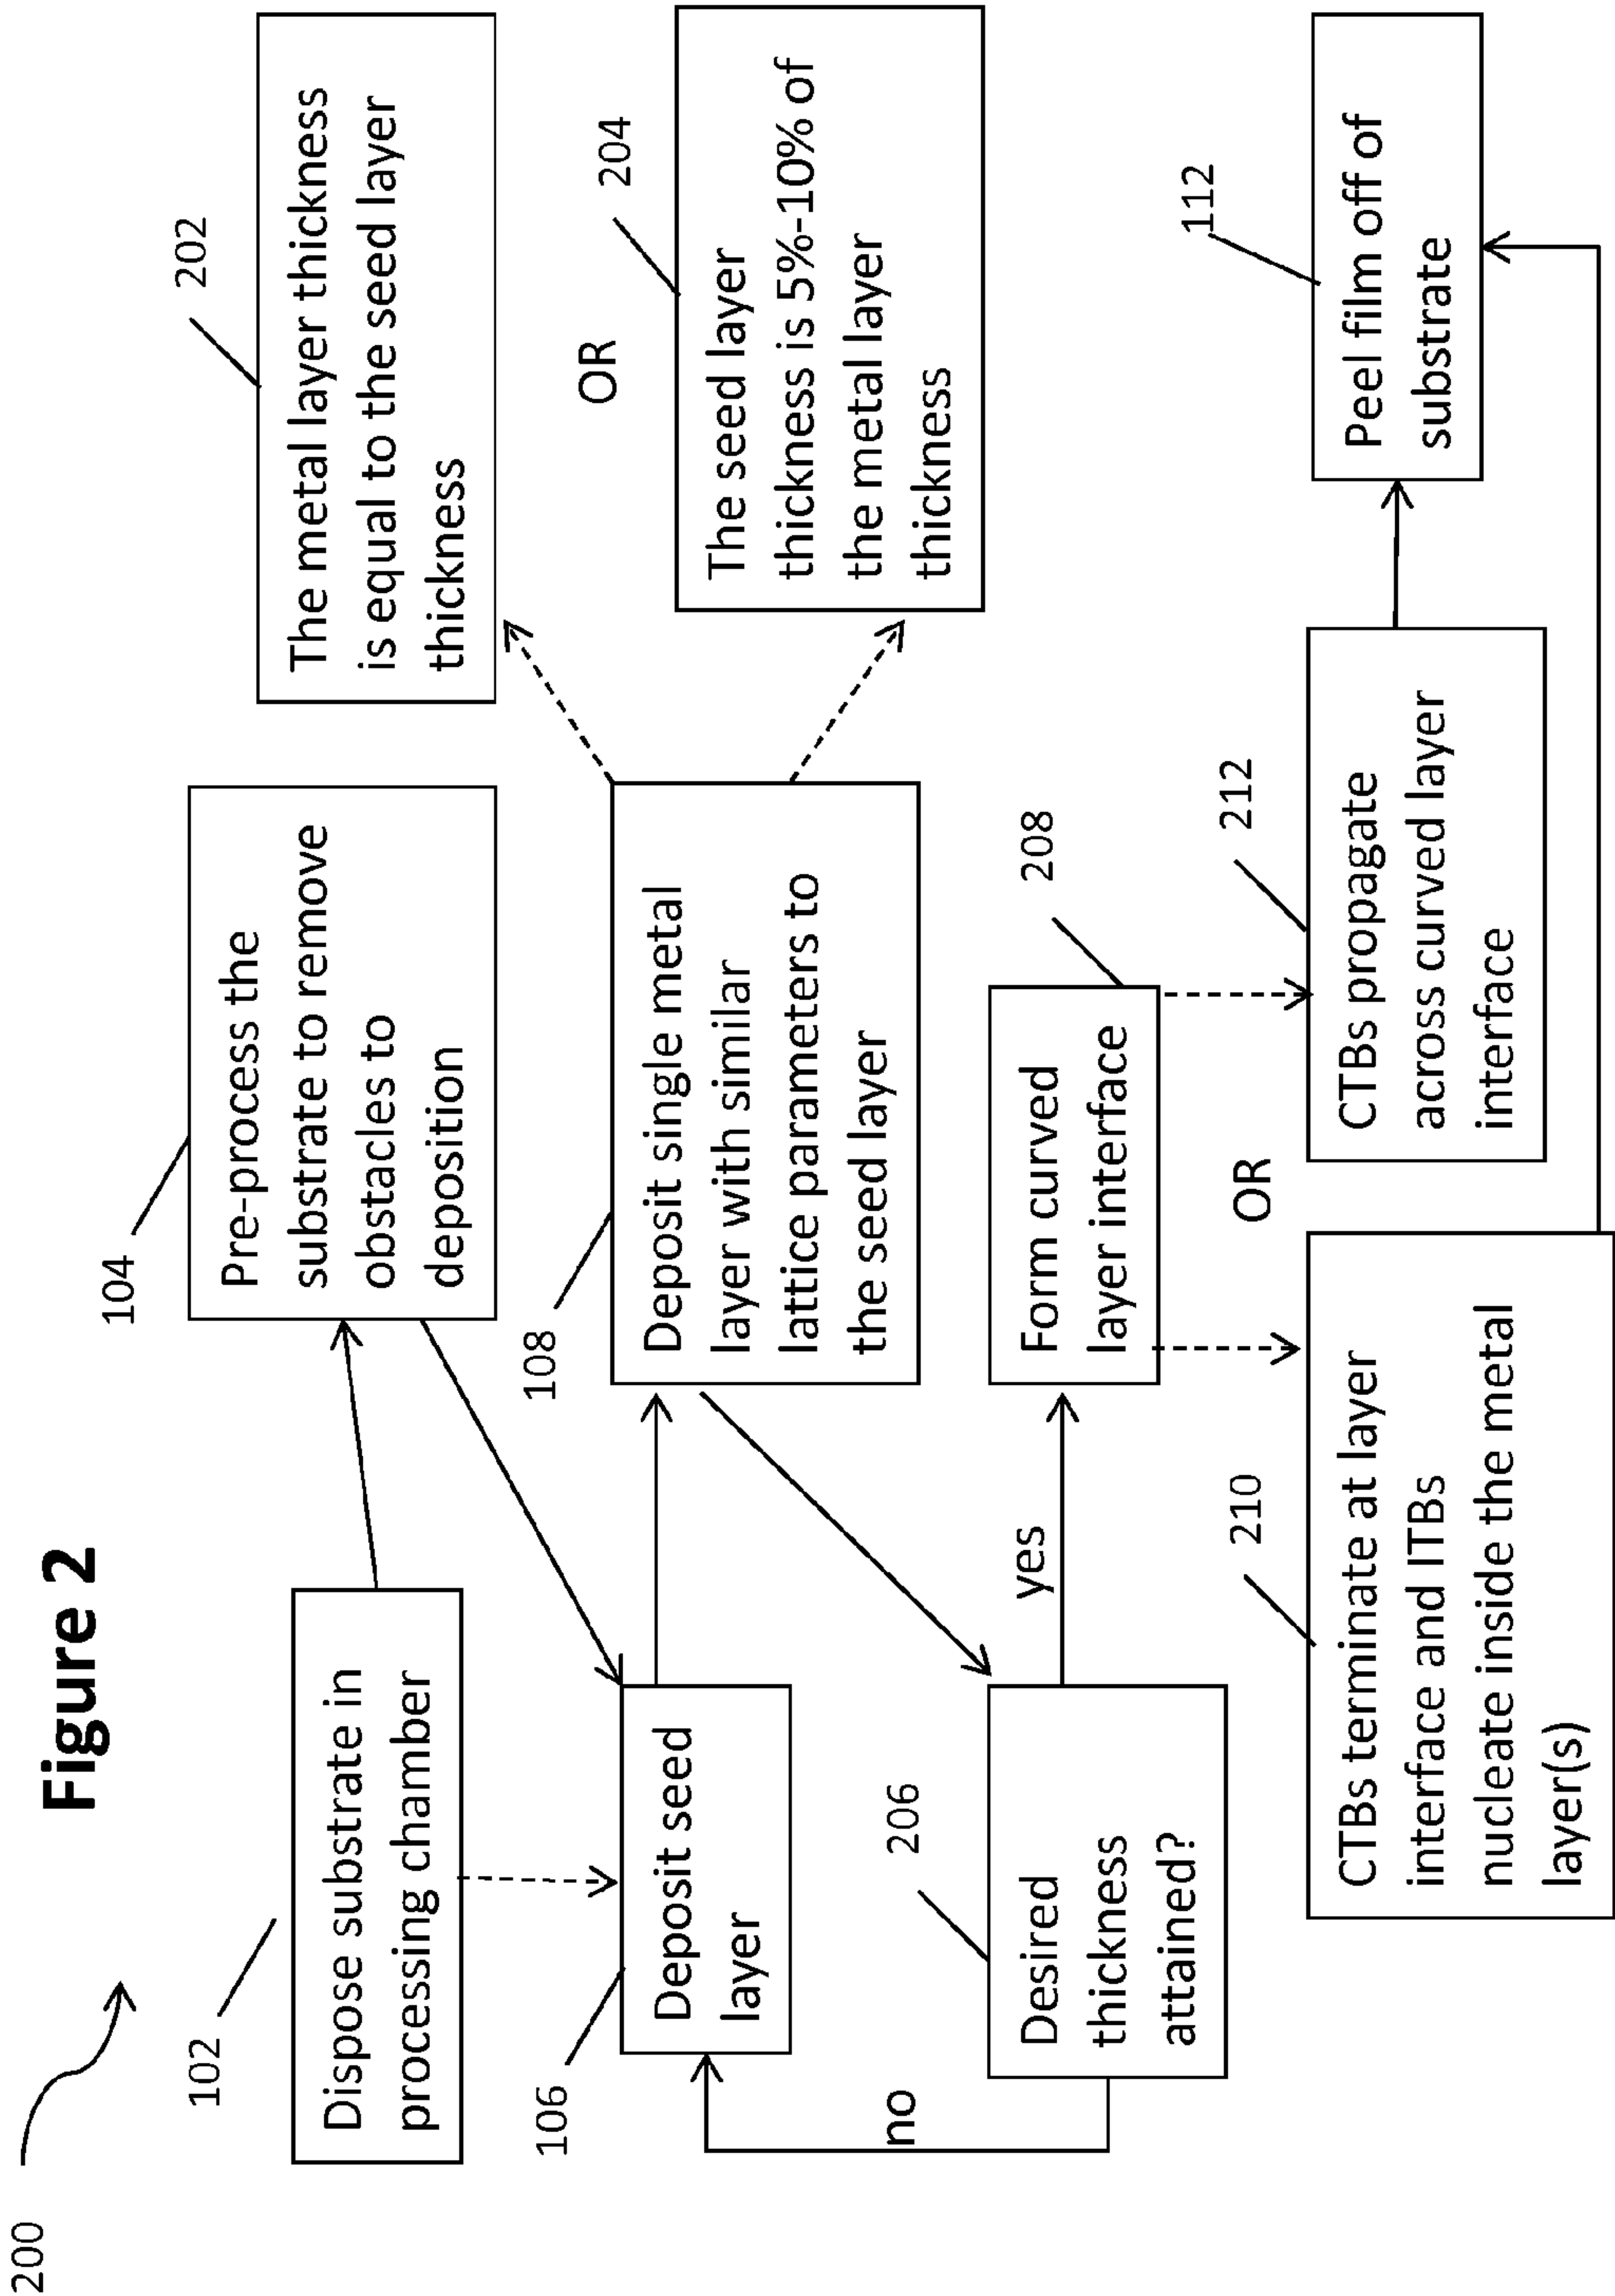 200
Figure 2
102
Dispose substrate in
processing chamber
104
Pre-process the
substrate to remove
obstacles to
deposition
202
The metal layer thickness
is equal to the seed layer
thickness
OR
204
The seed layer
thickness is 5%-10% of
the metal layer
thickness
106
Deposit seed
layer
108
Deposit single metal
layer with similar
lattice parameters to
the seed layer
no
206
Desired
thickness
attained?
yes
Form curved
layer interface
208
OR
210
CTBs terminate at layer
interface and ITBs
nucleate inside the metal
layer(s)
212
CTBs propagate
across curved layer
interface
112
Peel film off of
substrate